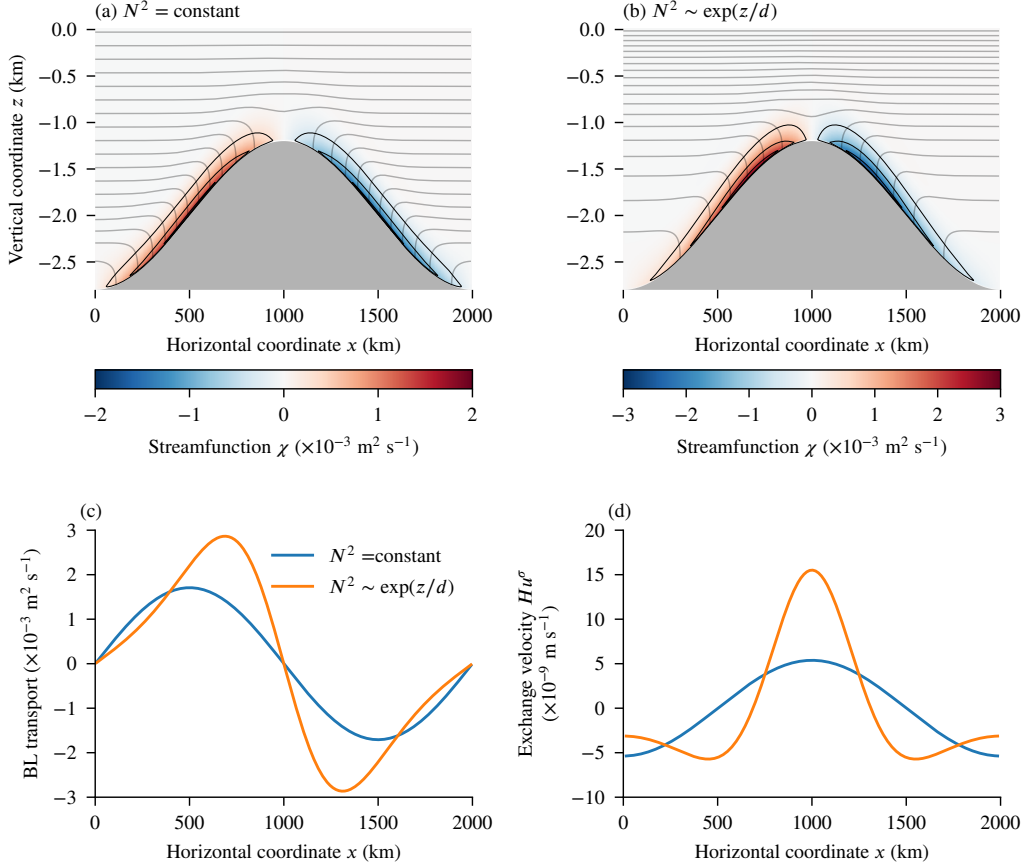 (a) N² = constant
0.0
−0.5
−1.0
−1.5
−2.0
−2.5
Vertical coordinate z (km)
0 500 1000 1500 2000
Horizontal coordinate x (km)
−2 −1 0 1 2
Streamfunction χ (×10⁻³ m² s⁻¹)
(b) N² ∼ exp(z/d)
0.0
−0.5
−1.0
−1.5
−2.0
−2.5
0 500 1000 1500 2000
Horizontal coordinate x (km)
−3 −2 −1 0 1 2 3
Streamfunction χ (×10⁻³ m² s⁻¹)
(c)
3
2
1
0
−1
−2
−3
BL transport (×10⁻³ m² s⁻¹)
N² =constant
N² ∼ exp(z/d)
0 500 1000 1500 2000
Horizontal coordinate x (km)
(d)
20
15
10
5
0
−5
−10
Exchange velocity Huᵟ
(×10⁻⁹ m s⁻¹)
0 500 1000 1500 2000
Horizontal coordinate x (km)